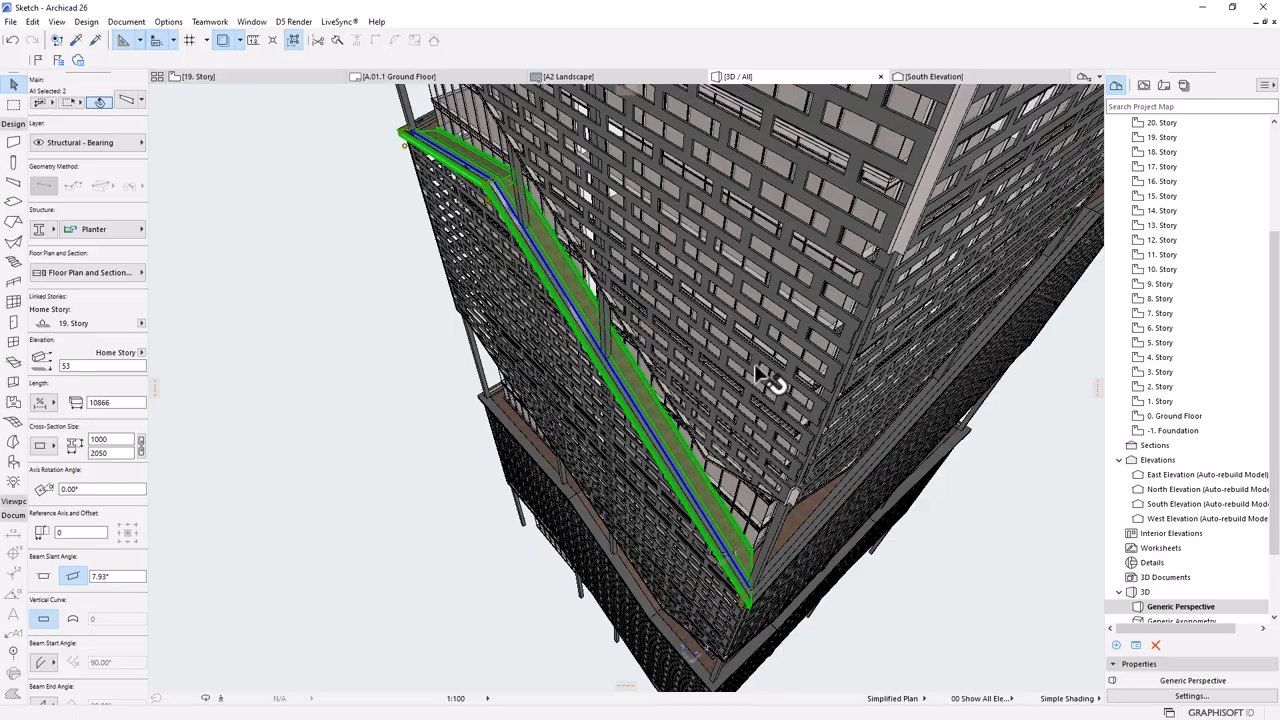 Sketch - Archicad 26
File Edit View Design Document Options Teamwork Window D5 Render LiveSync® Help
[19. Story]
[A.01.1 Ground Floor]
[A2 Landscape]
[3D / All]
[South Elevation]
Main:
All Selected: 2
Design
Layer:
Structural - Bearing
Geometry Method:
Structure:
Planter
Floor Plan and Section:
Floor Plan and Section...
Linked Stories:
Home Story:
19. Story
Elevation:
Home Story
53
Length:
10866
Cross-Section Size:
1000
2050
Axis Rotation Angle:
0.00°
Viewpc
Reference Axis and Offset:
Docum
0
Beam Slant Angle:
7.93°
Vertical Curve:
0
Beam Start Angle:
90.00°
Beam End Angle:
N/A
1:100
Simplified Plan
00 Show All Ele...
Simple Shading
Search Project Map
20. Story
19. Story
18. Story
17. Story
16. Story
15. Story
14. Story
13. Story
12. Story
11. Story
10. Story
9. Story
8. Story
7. Story
6. Story
5. Story
4. Story
3. Story
2. Story
1. Story
0. Ground Floor
-1. Foundation
Sections
Elevations
East Elevation (Auto-rebuild Model)
North Elevation (Auto-rebuild Mode
South Elevation (Auto-rebuild Mode
West Elevation (Auto-rebuild Mode
Interior Elevations
Worksheets
Details
3D Documents
3D
Generic Perspective
Generic Axonometry
Properties
Generic Perspective
Settings...
GRAPHISOFT ID